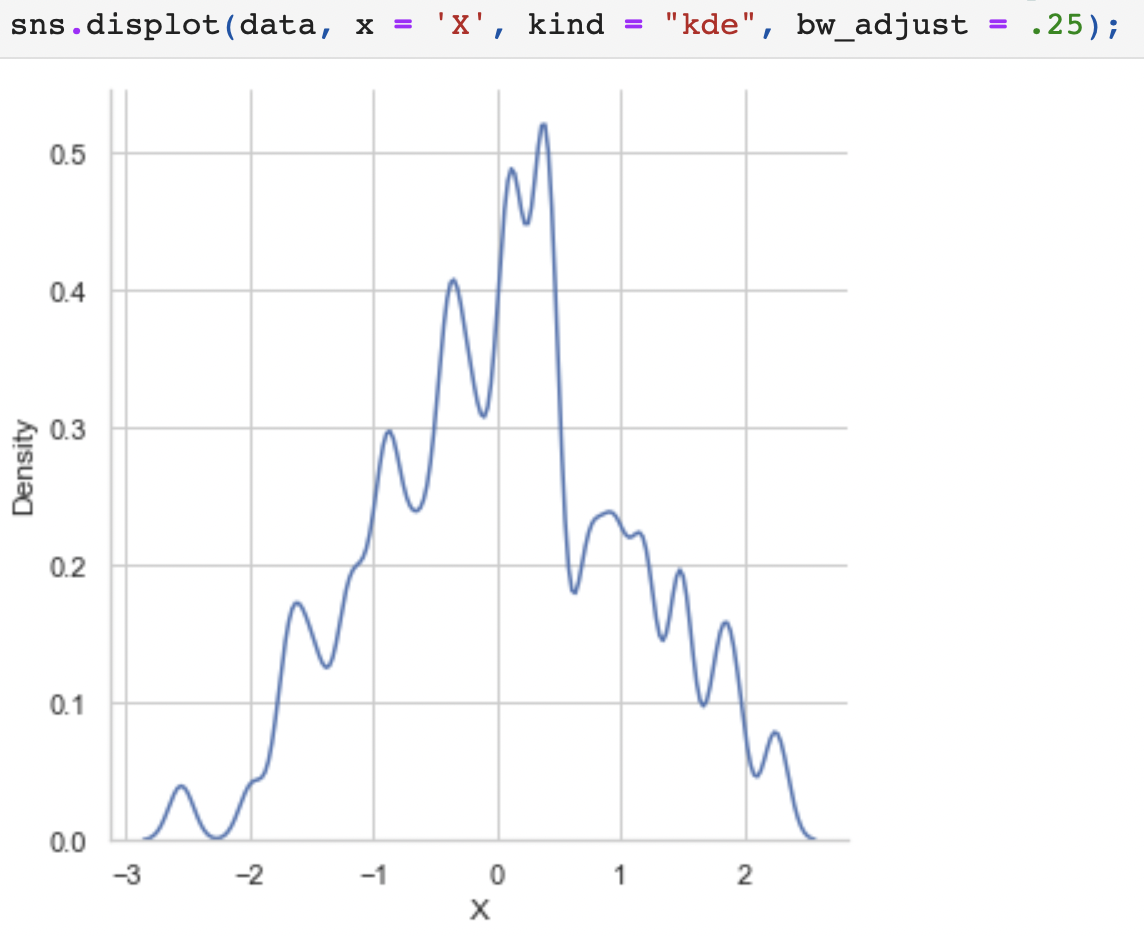 sns.displot(data, x = 'X', kind = "kde", bw_adjust = .25);
0.5
0.4
0.3
0.2
0.1
0.0
Density
−3 −2 −1 0 1 2
X